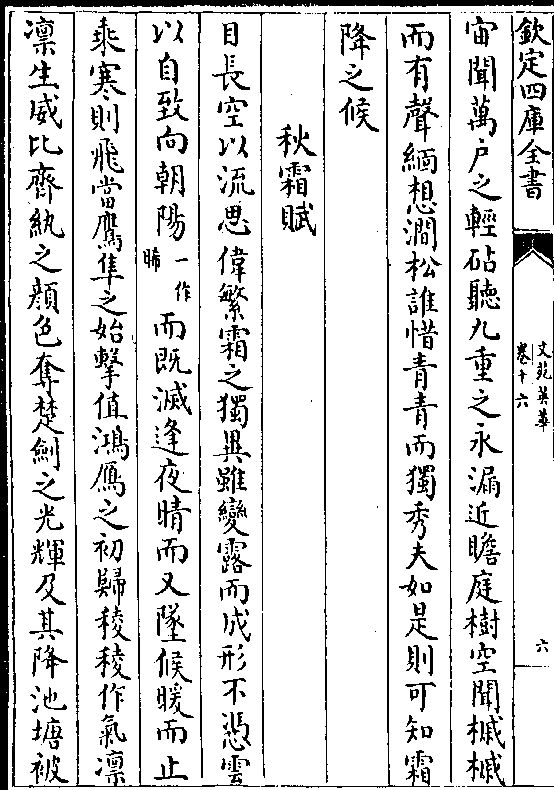 欽定四庫全書
文苑英華
卷十六
六
宙聞萬户之輕砧聽九重之永漏近瞻庭樹空聞槭槭
而有聲緬想澗松誰惜青青而獨秀夫如是則可知霜
降之候
秋霜賦
目長空以流思偉繁霜之獨異雖變露而成形不憑雲
以自致向朝陽一作晞而既滅逢夜晴而又墜候暖而止
乘寒則飛當鷹隼之始擊值鴻鴈之初歸稜稜作氣凛
凛生威比齊紈之顔色奪楚劍之光輝及其降池塘被